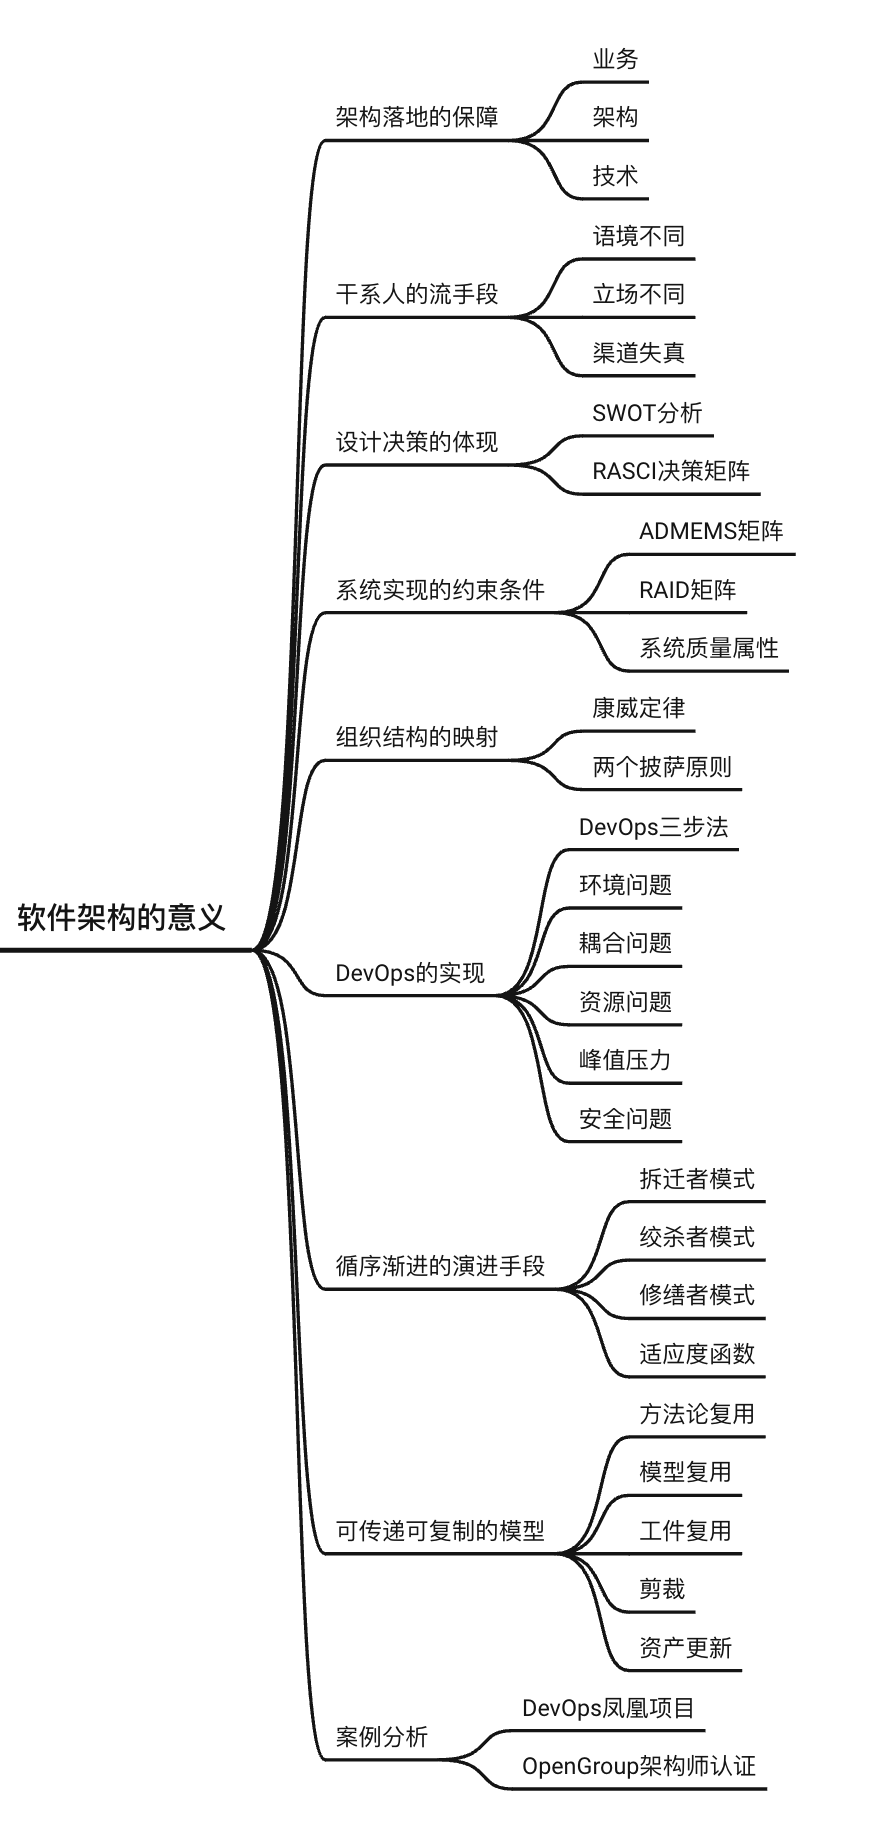 软件架构的意义
架构落地的保障
业务
架构
技术
干系人的流手段
语境不同
立场不同
渠道失真
设计决策的体现
SWOT分析
RASCI决策矩阵
系统实现的约束条件
ADMEMS矩阵
RAID矩阵
系统质量属性
组织结构的映射
康威定律
两个披萨原则
DevOps的实现
DevOps三步法
环境问题
耦合问题
资源问题
峰值压力
安全问题
循序渐进的演进手段
拆迁者模式
绞杀者模式
修缮者模式
适应度函数
可传递可复制的模型
方法论复用
模型复用
工件复用
剪裁
资产更新
案例分析
DevOps凤凰项目
OpenGroup架构师认证